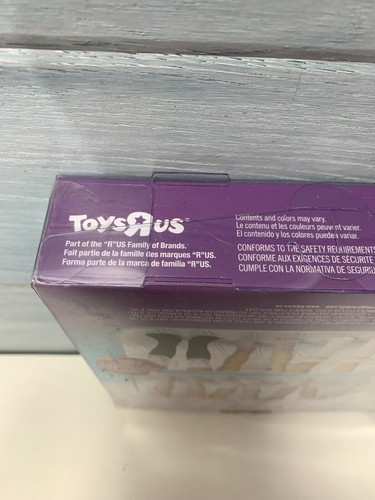 TOYSRUS
Part of the "R"US Family of Brands.
Fait partie de la famille des marques "R"US.
Forma parte de la marca de familia "R"US.
Contents and colors may vary.
Le contenu et les couleurs peuvent varier.
El contenido y los colores puede variar.
CONFORMS TO THE SAFETY REQUIREMENTS
CONFORME AUX EXIGENCES DE SÉCURITÉ
CUMPLE CON LA NORMATIVA DE SEGURID